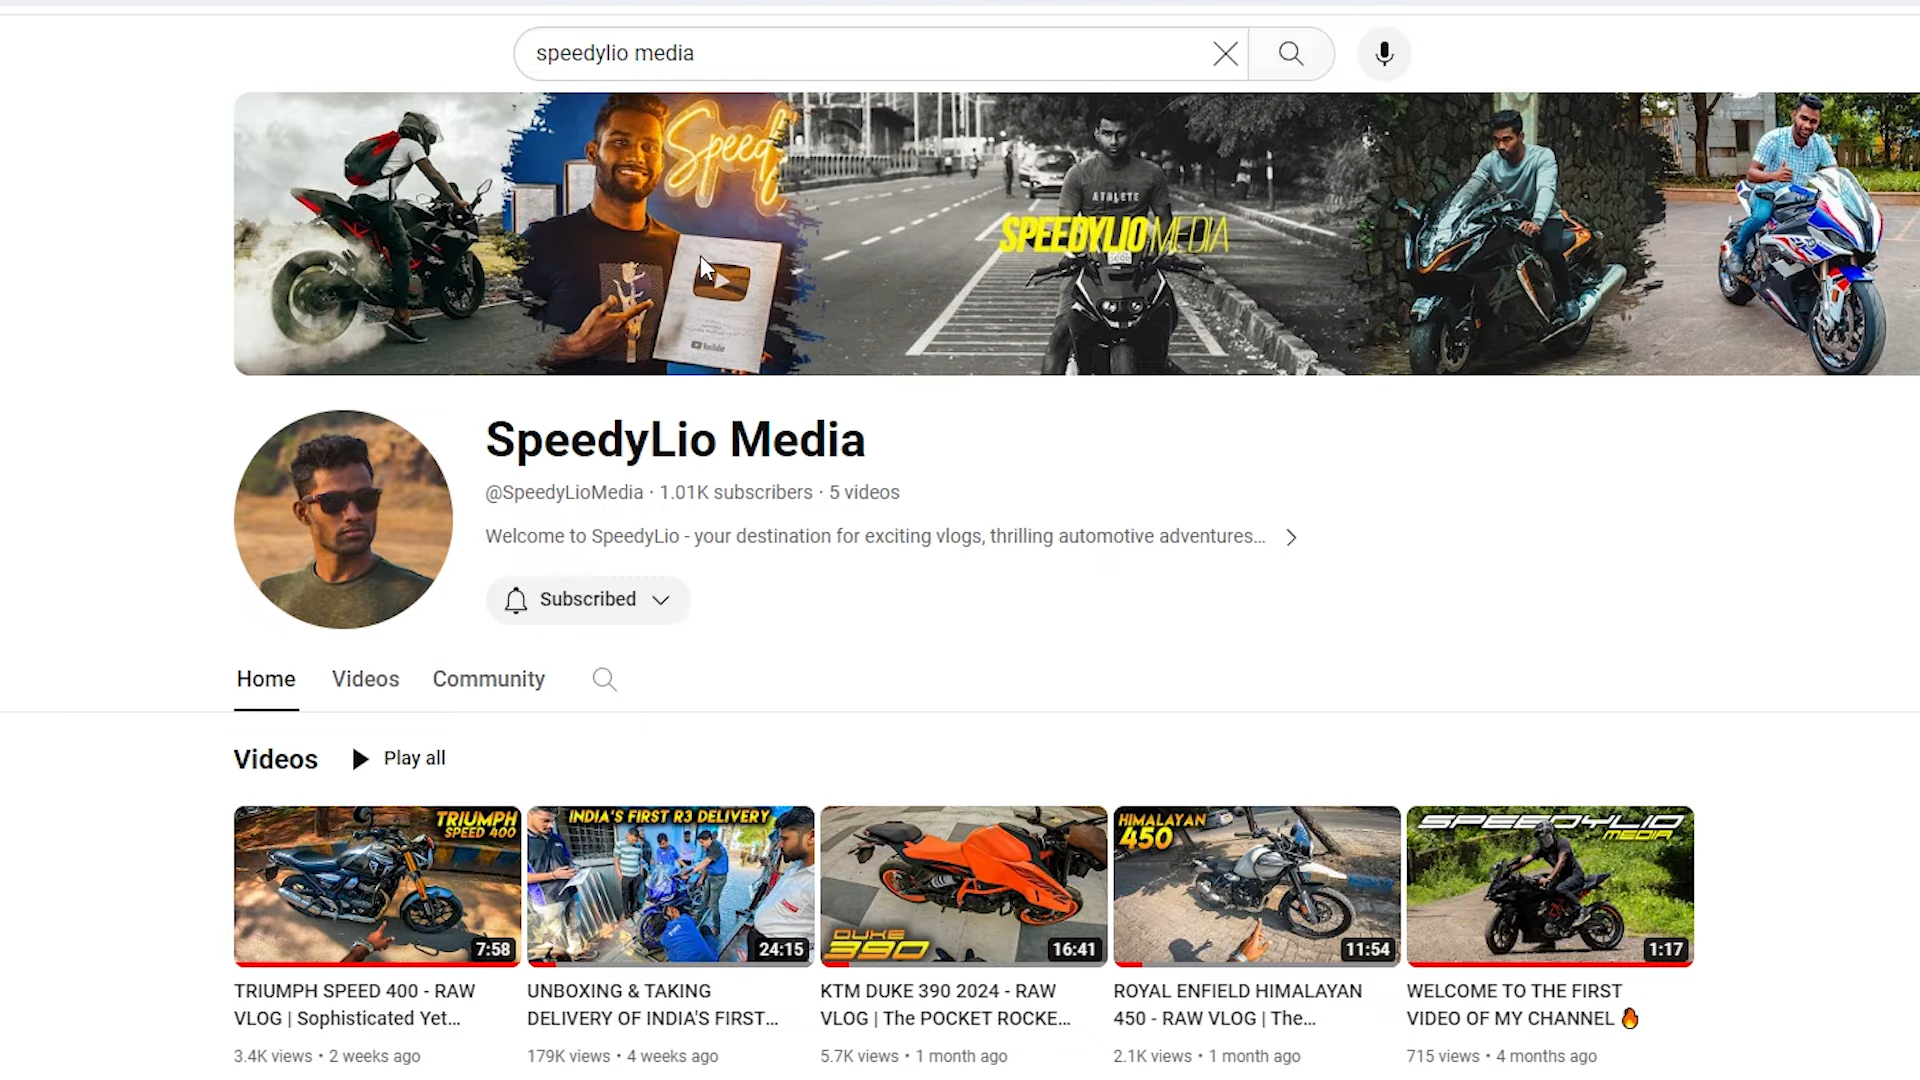 speedylio media
Speed
ATHLETE
SPEEDYLIO MEDIA
YouTube
SpeedyLio Media
@SpeedyLioMedia · 1.01K subscribers · 5 videos
Welcome to SpeedyLio - your destination for exciting vlogs, thrilling automotive adventures...
Subscribed
Home Videos Community
Videos Play all
TRIUMPH
SPEED 400
7:58
INDIA'S FIRST R3 DELIVERY
24:15
DUKE
390
16:41
HIMALAYAN
450
11:54
SPEEDYLIO
MEDIA
1:17
TRIUMPH SPEED 400 - RAW
VLOG | Sophisticated Yet...
3.4K views • 2 weeks ago
UNBOXING & TAKING
DELIVERY OF INDIA'S FIRST...
179K views • 4 weeks ago
KTM DUKE 390 2024 - RAW
VLOG | The POCKET ROCKE...
5.7K views • 1 month ago
ROYAL ENFIELD HIMALAYAN
450 - RAW VLOG | The...
2.1K views • 1 month ago
WELCOME TO THE FIRST
VIDEO OF MY CHANNEL 🔥
715 views • 4 months ago